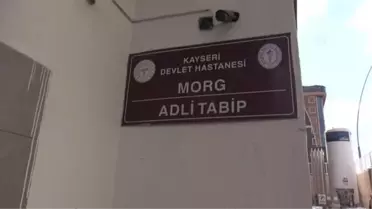 KAYSERİ
DEVLET HASTANESİ
MORG
ADLİ TABİP